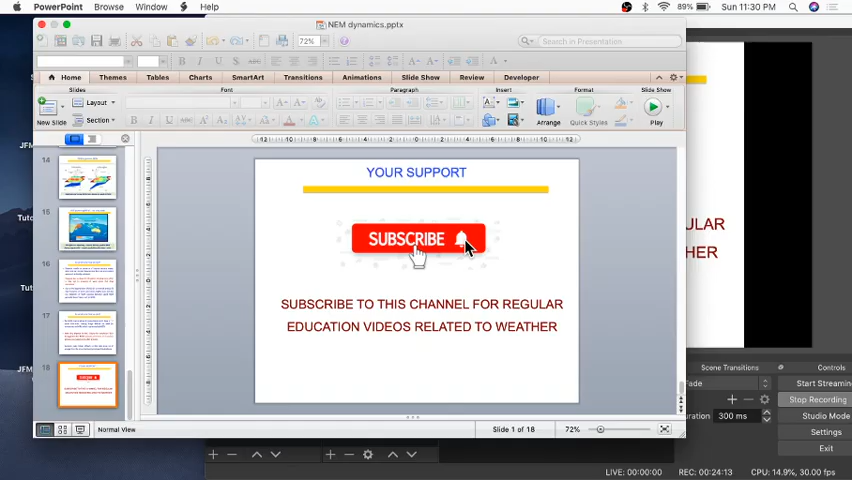 PowerPoint Browse Window Help 89% Sun 11:30 PM
NEM dynamics.pptx
72% Search in Presentation
Home Themes Tables Charts SmartArt Transitions Animations Slide Show Review Developer
Slides Font Paragraph Insert Format Slide Show
New Slide Layout Section Arrange Quick Styles Play
14
15
16
17
18
YOUR SUPPORT
SUBSCRIBE
SUBSCRIBE TO THIS CHANNEL FOR REGULAR
EDUCATION VIDEOS RELATED TO WEATHER
Normal View Slide 1 of 18 72%
JFM
Tuto
Tut
JFM
ULAR
THER
Scene Transitions Controls
Fade Start Streaming
uration 300 ms Stop Recording
Studio Mode
Settings
Exit
LIVE: 00:00:00 REC: 00:24:13 CPU: 14.9%, 30.00 fps